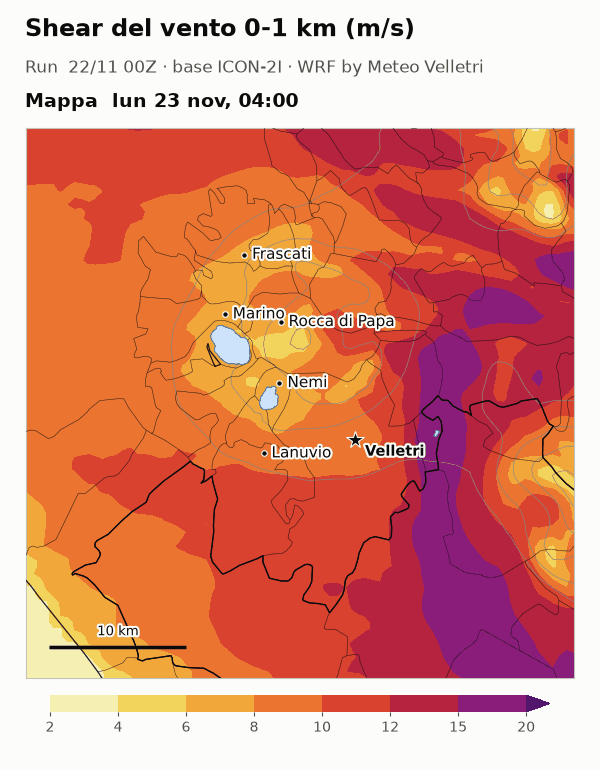 Shear del vento 0-1 km (m/s)
Run  22/11 00Z · base ICON-2I · WRF by Meteo Velletri
Mappa  lun 23 nov, 04:00
Frascati
Marino
Rocca di Papa
Nemi
Velletri
Lanuvio
10 km
2 4 6 8 10 12 15 20